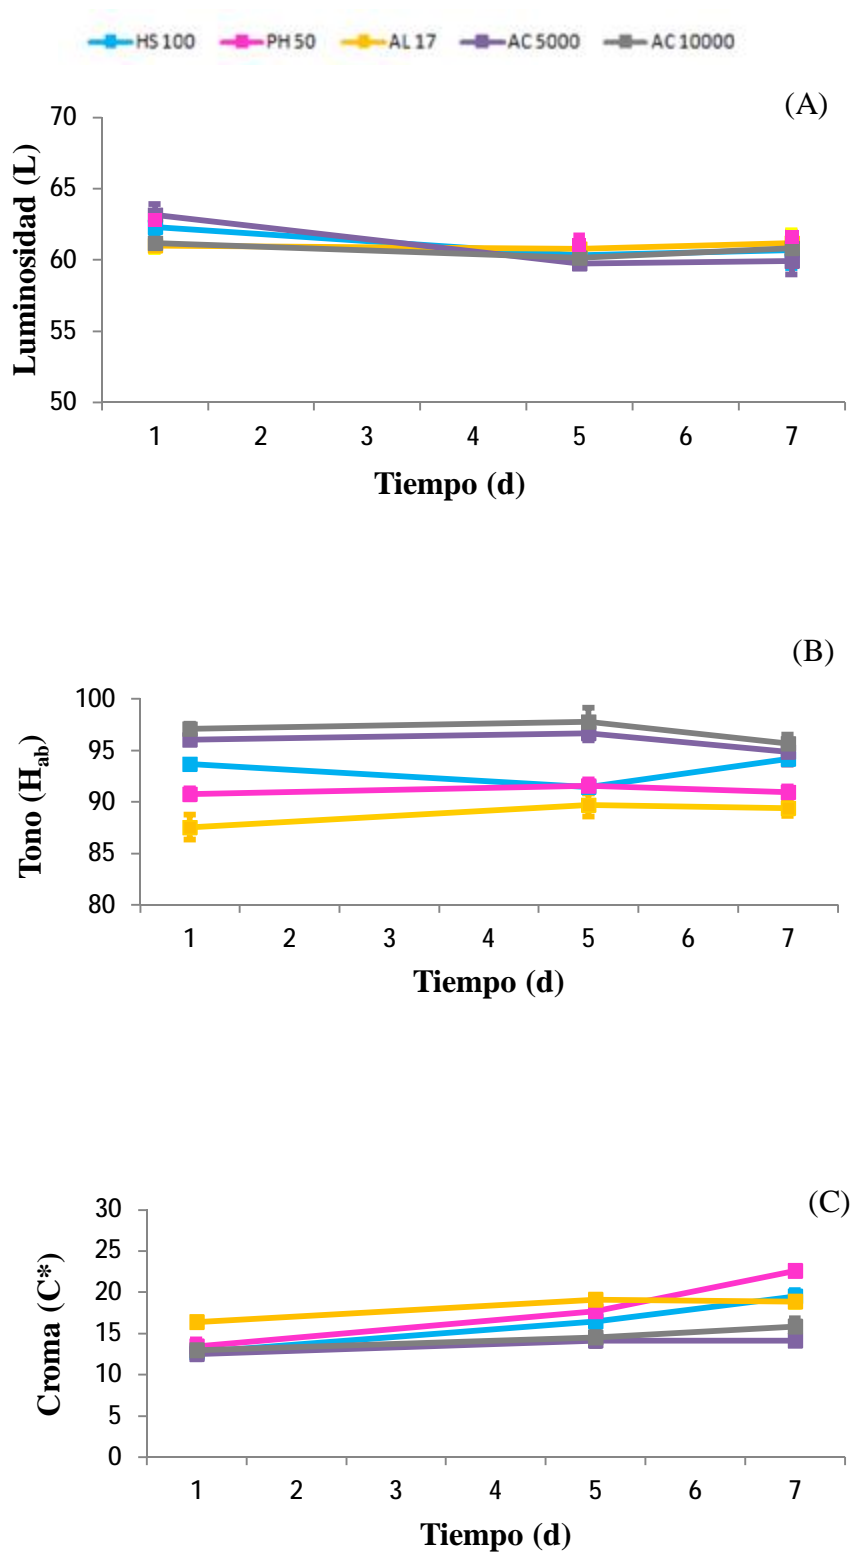 HS 100 PH 50 AL 17 AC 5000 AC 10000
(A)
Luminosidad (L)
70
65
60
55
50
1 2 3 4 5 6 7
Tiempo (d)
(B)
Tono (Hab)
100
95
90
85
80
1 2 3 4 5 6 7
Tiempo (d)
(C)
Croma (C*)
30
25
20
15
10
5
0
1 2 3 4 5 6 7
Tiempo (d)